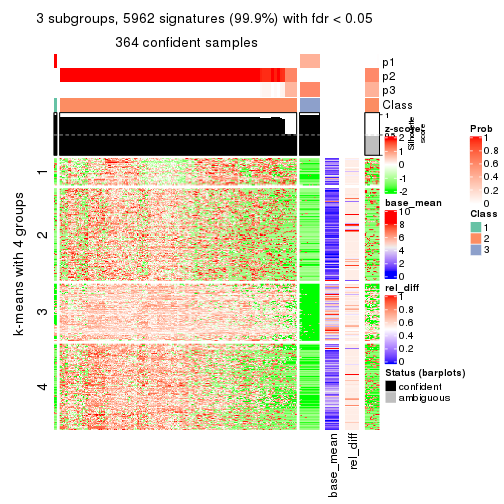 3 subgroups, 5962 signatures (99.9%) with fdr < 0.05
364 confident samples
p1
p2
p3
Class
1
Silhouette
score
k-means with 4 groups
1
2
3
4
base_mean
rel_diff
z-score
2
1
0
-1
-2
base_mean
10
8
6
4
2
0
rel_diff
1
0.8
0.6
0.4
0.2
0
Status (barplots)
confident
ambiguous
Prob
1
0.8
0.6
0.4
0.2
0
Class
1
2
3